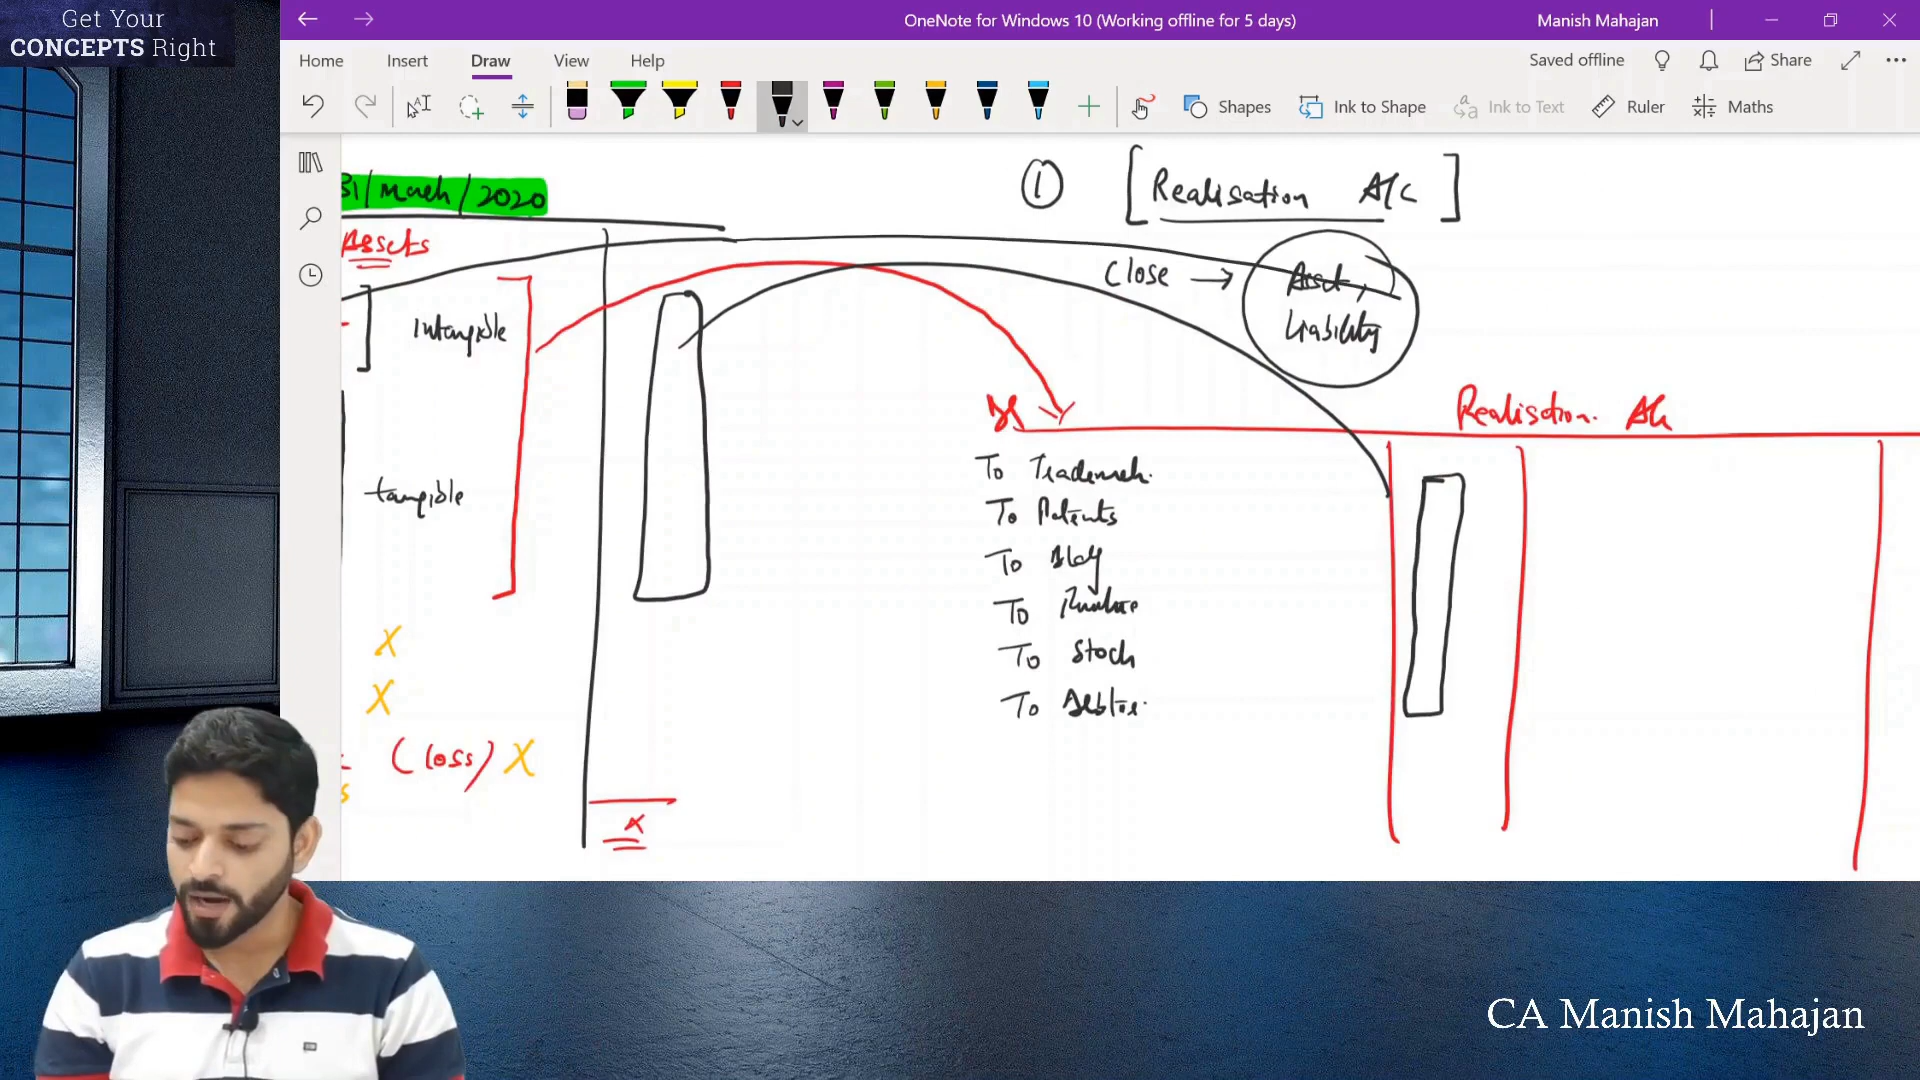 Get Your
CONCEPTS Right
OneNote for Windows 10 (Working offline for 5 days)
Manish Mahajan
Home Insert Draw View Help
Saved offline
Share
Shapes
Ink to Shape
Ink to Text
Ruler
Maths
31/March/2020
Assets
Intangible
tangible
X
X
(loss) X
x
① [Realisation A/c]
Close → Asset,
Liability
Dr
Realisation A/c
To Trademark.
To Patents
To Bldg
To
To Stock
To Debtor.
CA Manish Mahajan